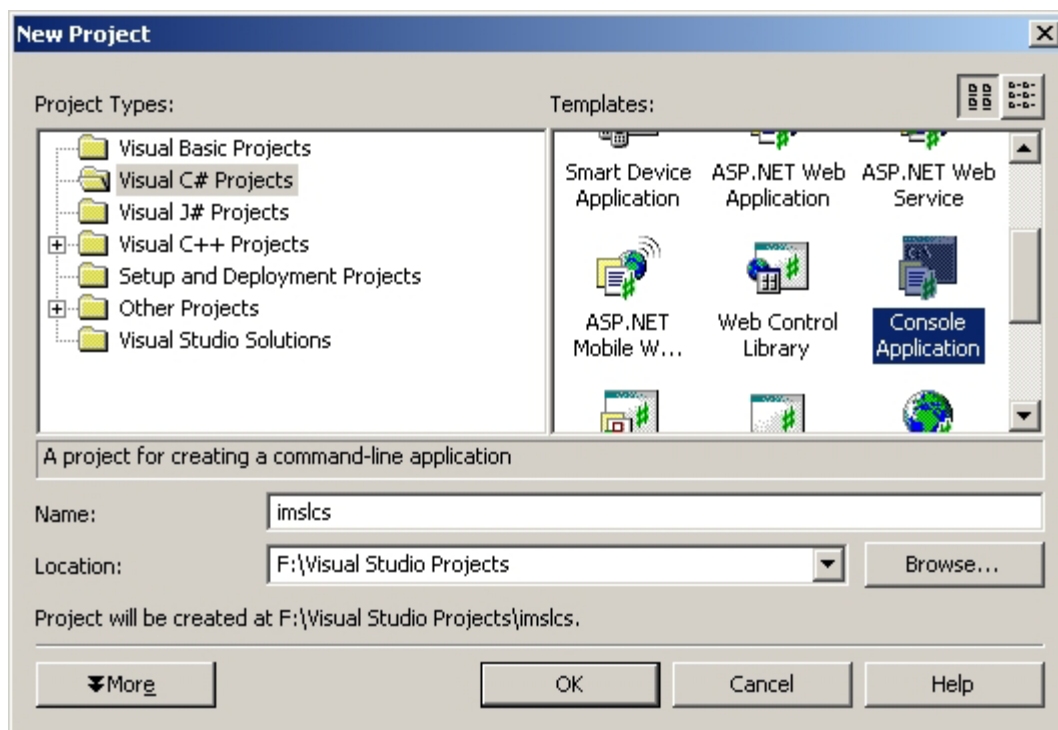 New Project
Project Types:
Templates:
Visual Basic Projects
Visual C# Projects
Visual J# Projects
Visual C++ Projects
Setup and Deployment Projects
Other Projects
Visual Studio Solutions
Smart Device
Application
ASP.NET Web
Application
ASP.NET Web
Service
ASP.NET
Mobile W...
Web Control
Library
Console
Application
A project for creating a command-line application
Name:
imslcs
Location:
F:\Visual Studio Projects
Browse...
Project will be created at F:\Visual Studio Projects\imslcs.
More
OK
Cancel
Help